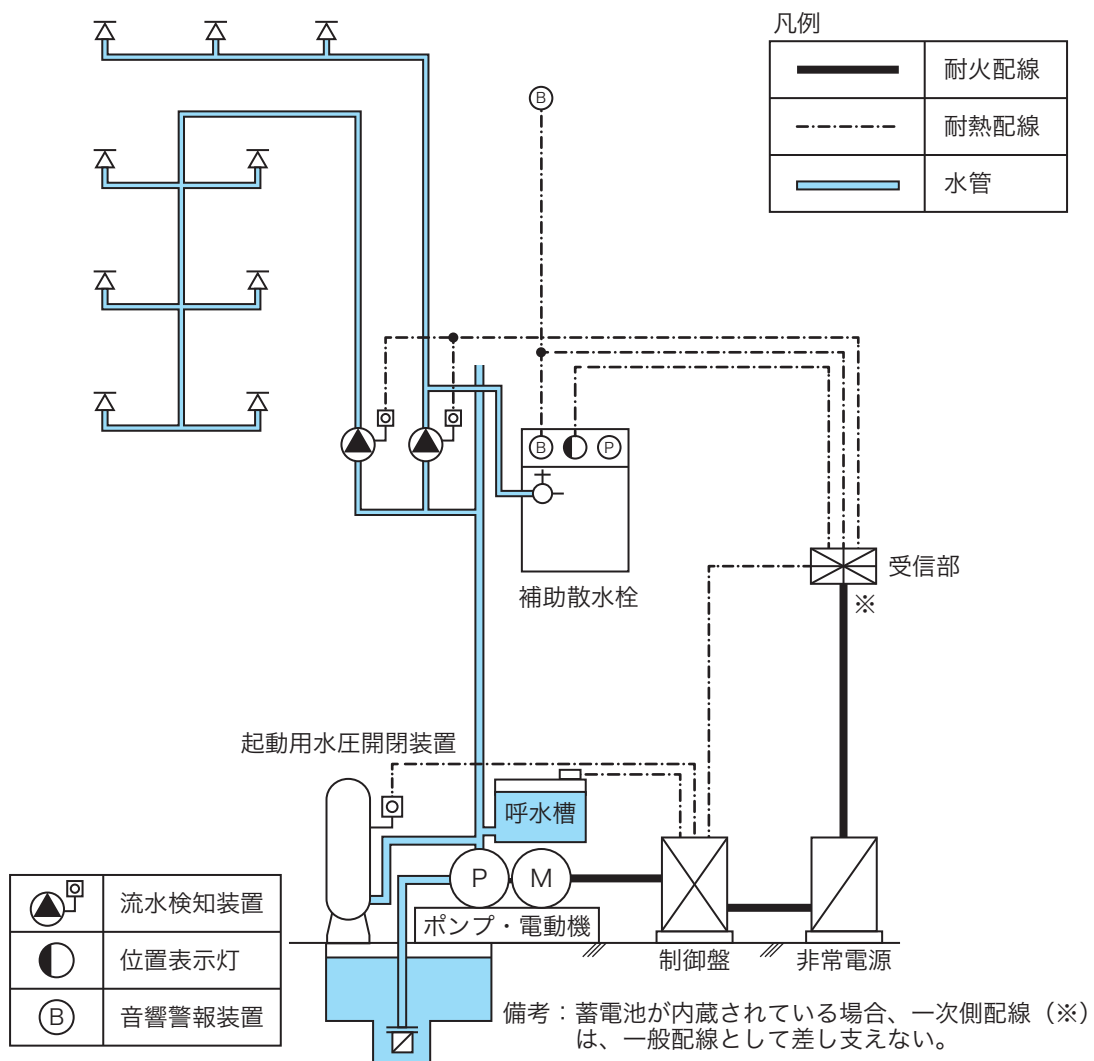 凡例
耐火配線
耐熱配線
水管
B
B
P
受信部
※
補助散水栓
起動用水圧開閉装置
呼水槽
P
M
ポンプ・電動機
制御盤
非常電源
流水検知装置
位置表示灯
B
音響警報装置
備考：蓄電池が内蔵されている場合、一次側配線（※）
は、一般配線として差し支えない。